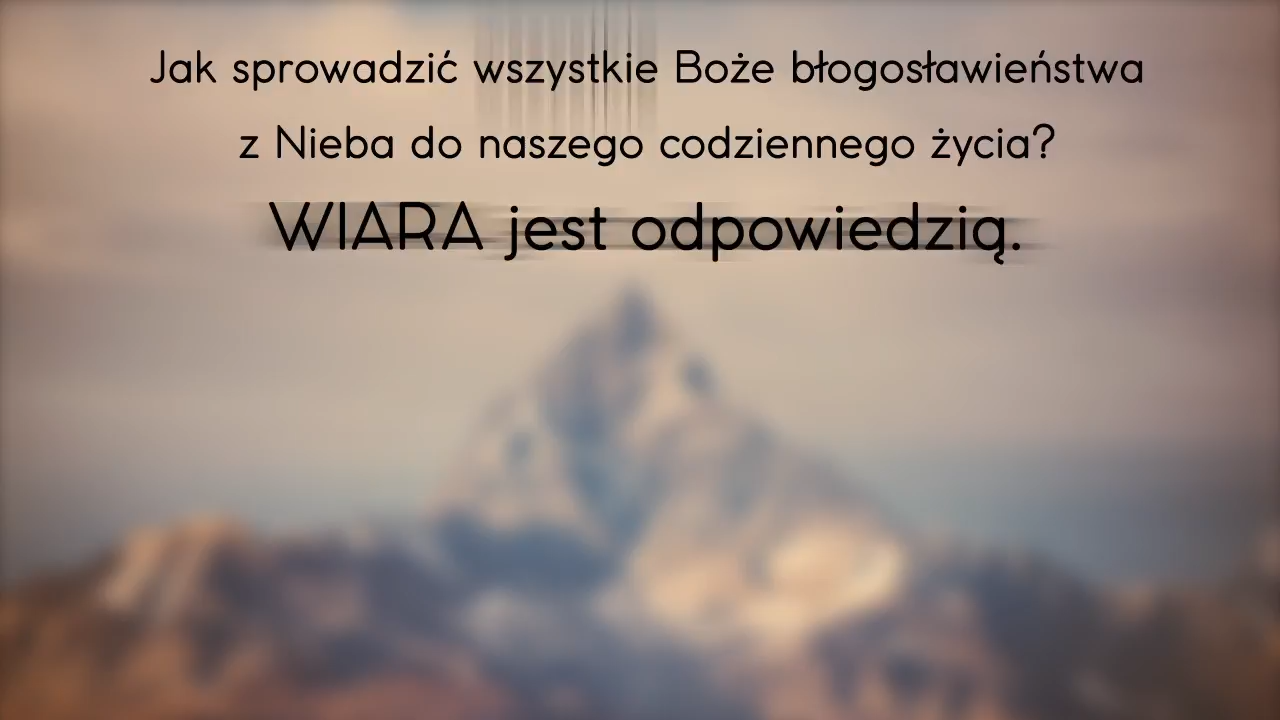 Jak sprowadzić wszystkie Boże błogosławieństwa
z Nieba do naszego codziennego życia?
WIARA jest odpowiedzią.